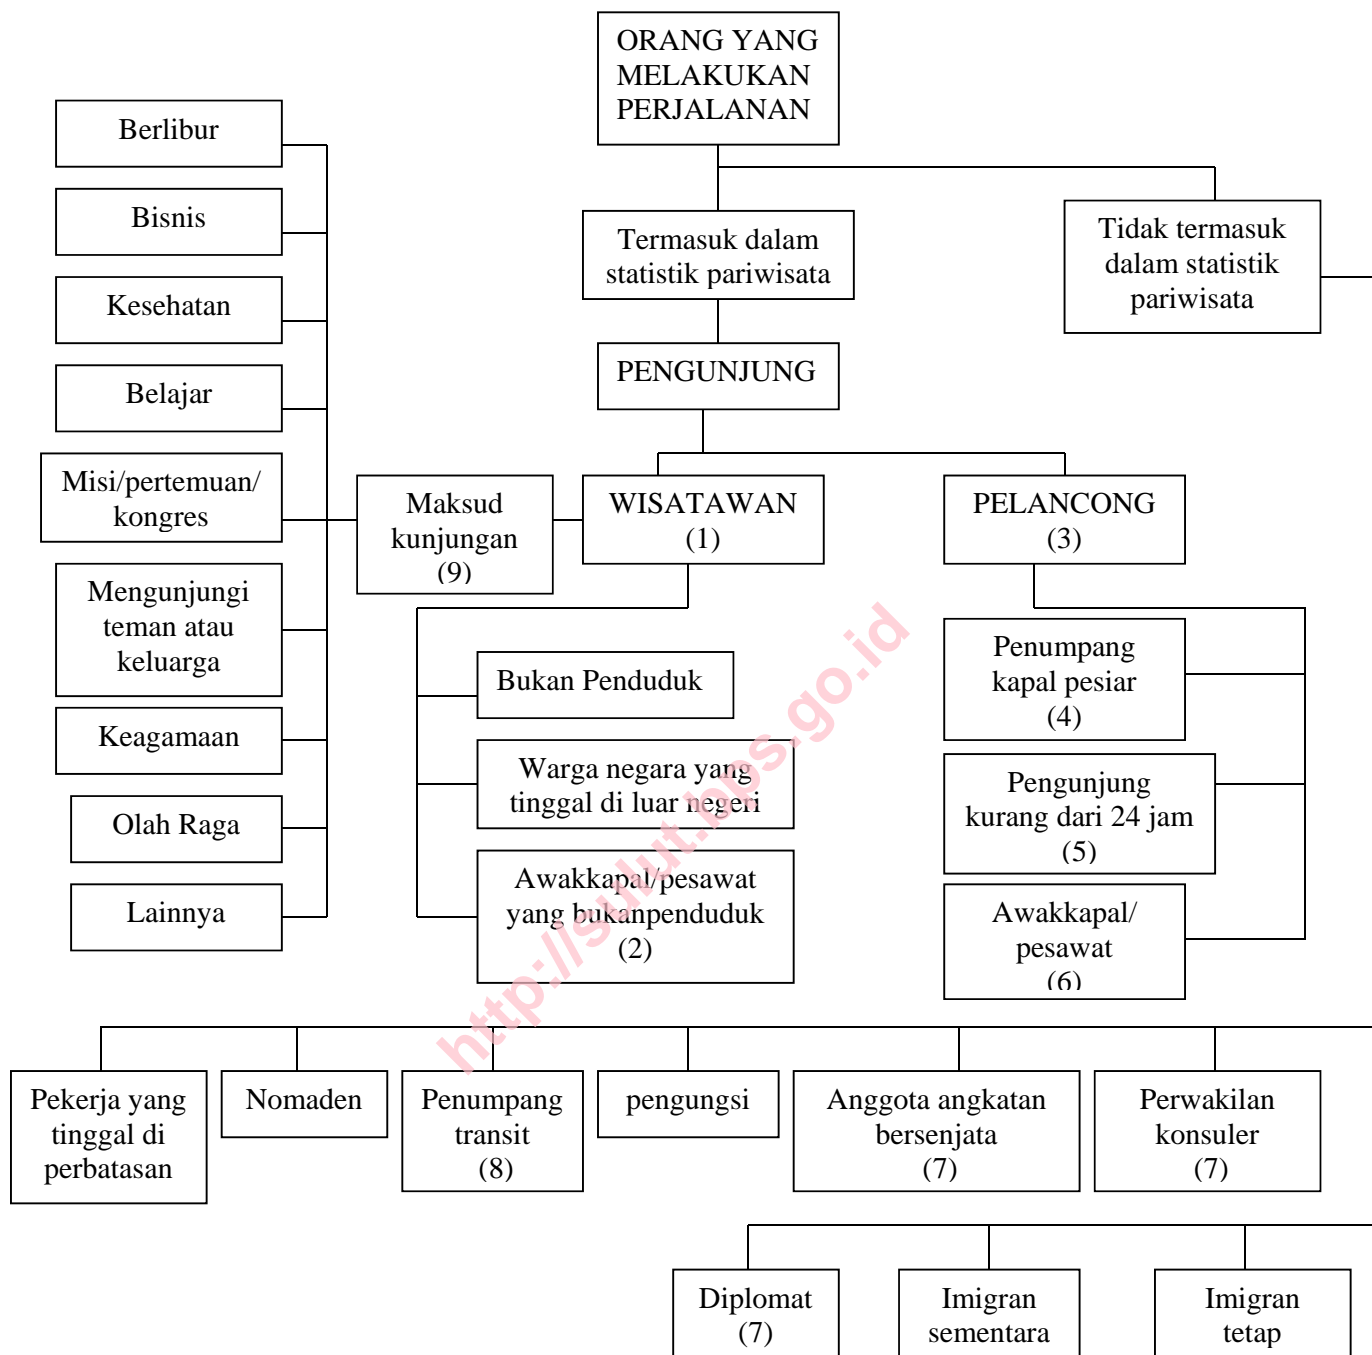 ORANG YANG
MELAKUKAN
PERJALANAN
Termasuk dalam
statistik pariwisata
Tidak termasuk
dalam statistik
pariwisata
PENGUNJUNG
Berlibur
Bisnis
Kesehatan
Belajar
Misi/pertemuan/
kongres
Mengunjungi
teman atau
keluarga
Keagamaan
Olah Raga
Lainnya
Maksud
kunjungan
(9)
WISATAWAN
(1)
PELANCONG
(3)
Bukan Penduduk
Warga negara yang
tinggal di luar negeri
Awakkapal/pesawat
yang bukanpenduduk
(2)
Penumpang
kapal pesiar
(4)
Pengunjung
kurang dari 24 jam
(5)
Awakkapal/
pesawat
(6)
http://sulut.bps.go.id
Pekerja yang
tinggal di
perbatasan
Nomaden
Penumpang
transit
(8)
pengungsi
Anggota angkatan
bersenjata
(7)
Perwakilan
konsuler
(7)
Diplomat
(7)
Imigran
sementara
Imigran
tetap